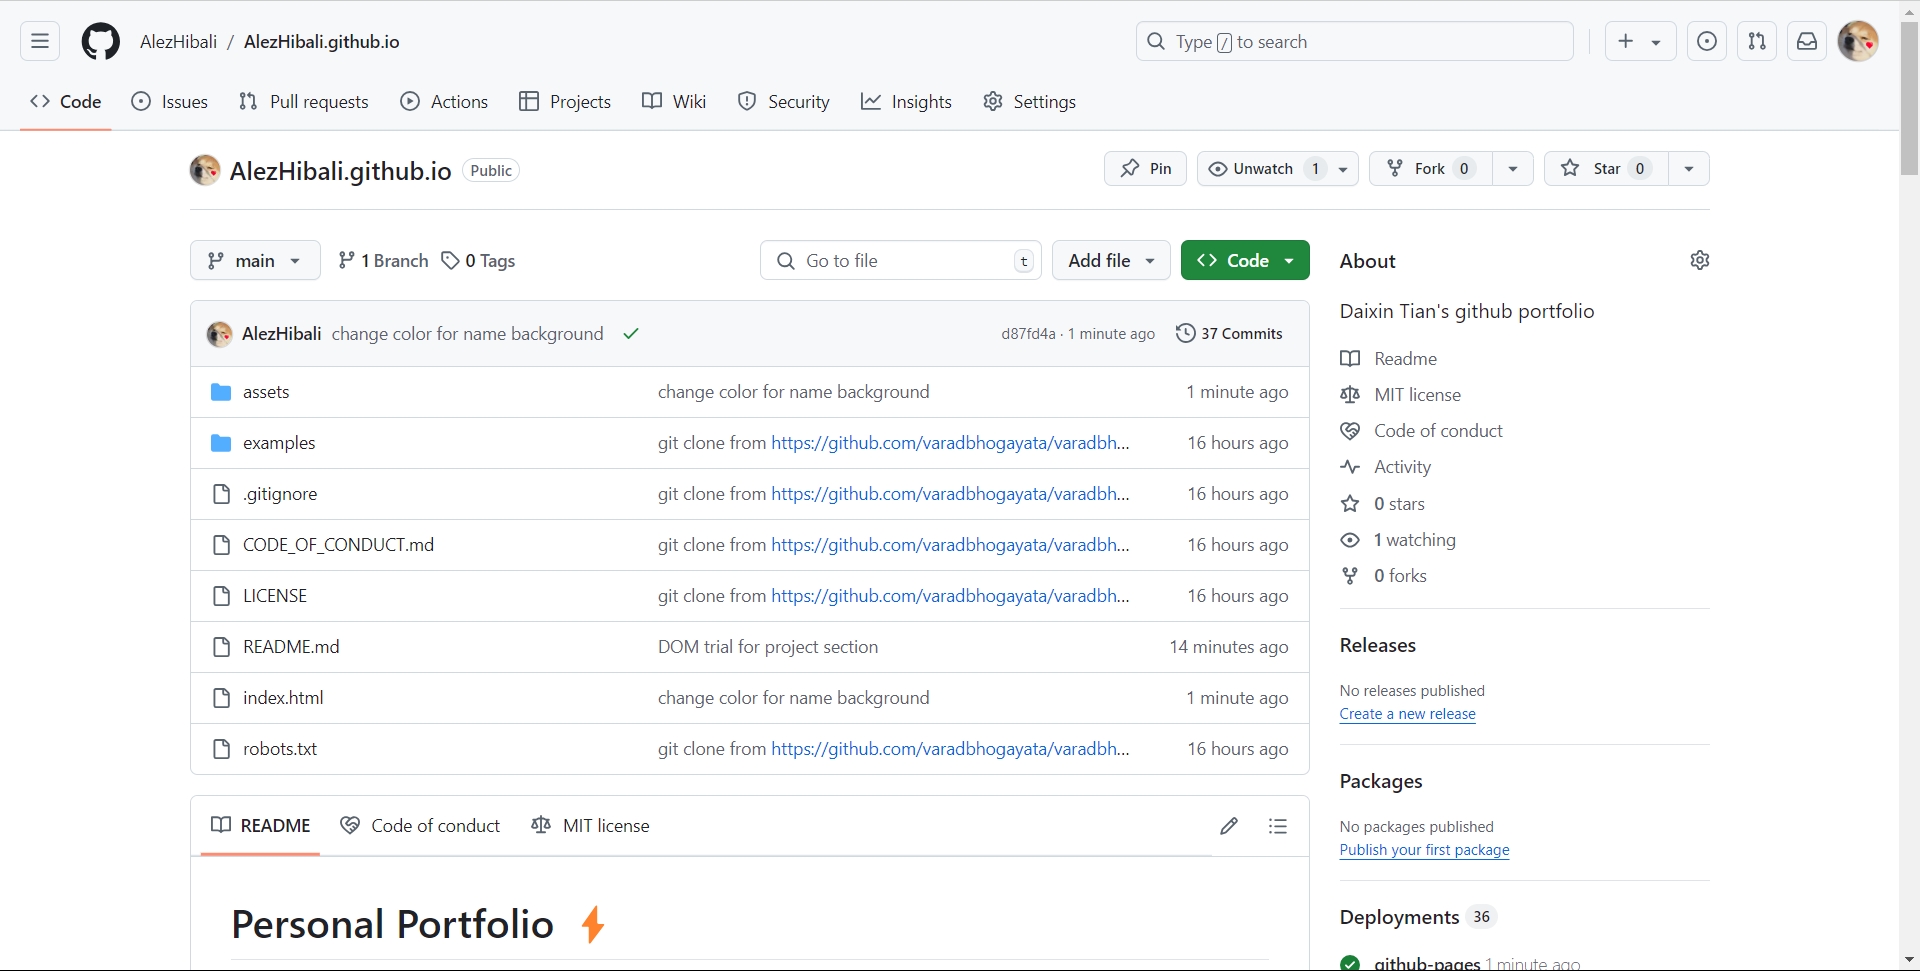 AlezHibali / AlezHibali.github.io
Type / to search
Code Issues Pull requests Actions Projects Wiki Security Insights Settings
AlezHibali.github.io Public
Pin Unwatch 1 Fork 0 Star 0
main 1 Branch 0 Tags Go to file t Add file Code
AlezHibali change color for name background d87fd4a · 1 minute ago 37 Commits
assets change color for name background 1 minute ago
examples git clone from https://github.com/varadbhogayata/varadbh... 16 hours ago
.gitignore git clone from https://github.com/varadbhogayata/varadbh... 16 hours ago
CODE_OF_CONDUCT.md git clone from https://github.com/varadbhogayata/varadbh... 16 hours ago
LICENSE git clone from https://github.com/varadbhogayata/varadbh... 16 hours ago
README.md DOM trial for project section 14 minutes ago
index.html change color for name background 1 minute ago
robots.txt git clone from https://github.com/varadbhogayata/varadbh... 16 hours ago
README Code of conduct MIT license
Personal Portfolio
About
Daixin Tian's github portfolio
Readme
MIT license
Code of conduct
Activity
0 stars
1 watching
0 forks
Releases
No releases published
Create a new release
Packages
No packages published
Publish your first package
Deployments 36
github-pages 1 minute ago